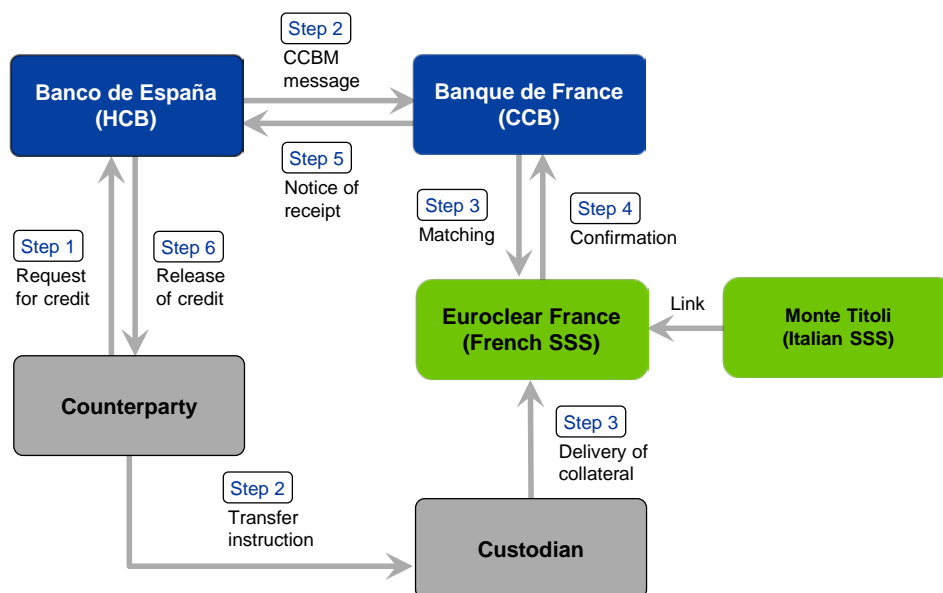 Step 2
CCBM
message
Banco de España
(HCB)
Banque de France
(CCB)
Step 5
Notice of
receipt
Step 3
Matching
Step 4
Confirmation
Step 1
Request
for credit
Step 6
Release
of credit
Euroclear France
(French SSS)
Link
Monte Titoli
(Italian SSS)
Counterparty
Step 3
Delivery of
collateral
Step 2
Transfer
instruction
Custodian